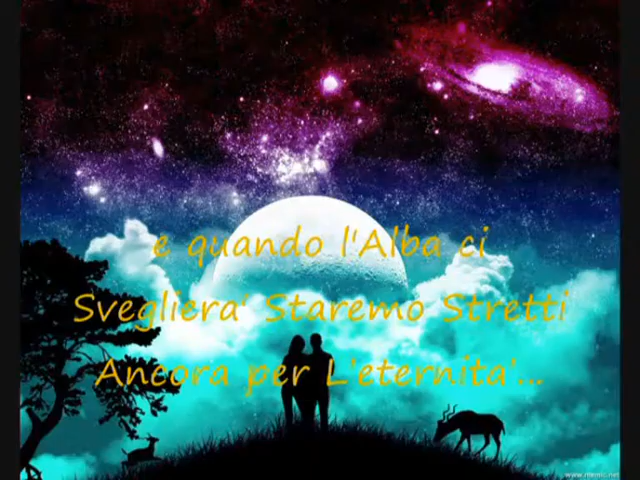 e quando l'Alba ci
Svegliera' Staremo Stretti
Ancora per L'eternita'...